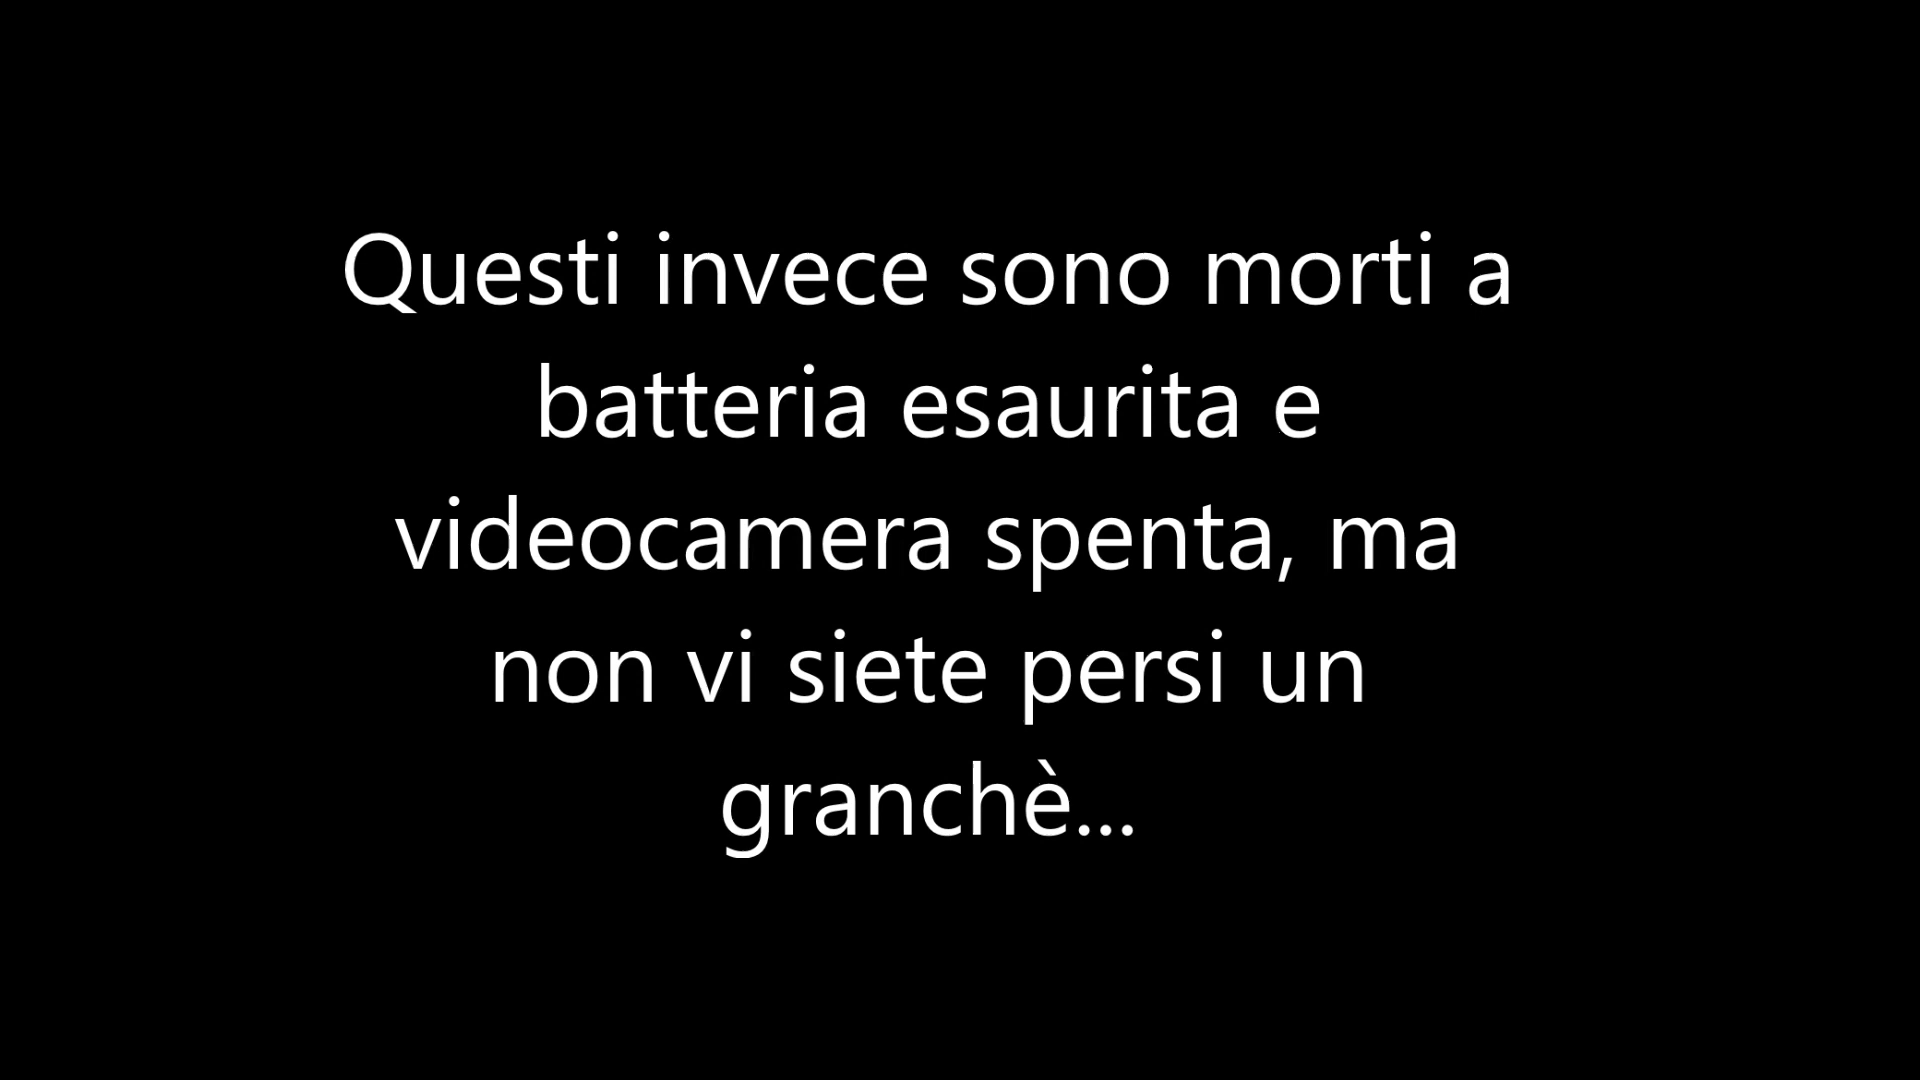 Questi invece sono morti a
batteria esaurita e
videocamera spenta, ma
non vi siete persi un
granchè...